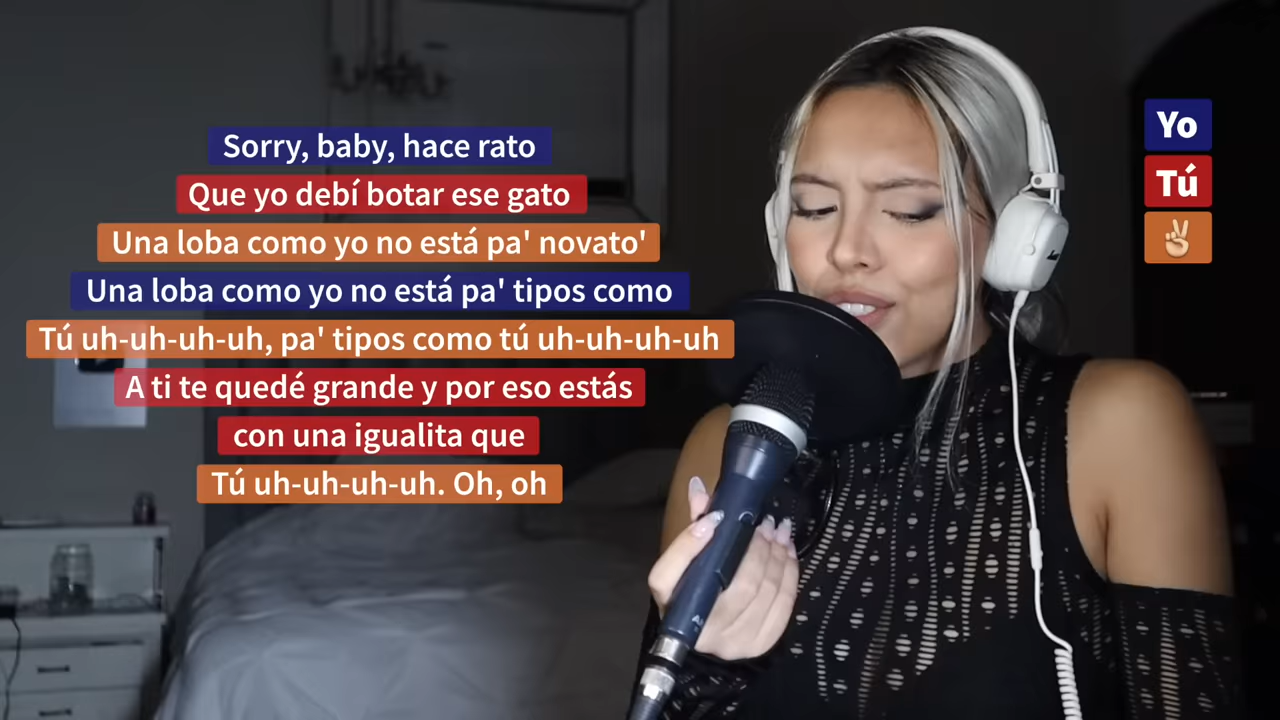 Sorry, baby, hace rato
Que yo debí botar ese gato
Una loba como yo no está pa' novato'
Una loba como yo no está pa' tipos como
Tú uh-uh-uh-uh, pa' tipos como tú uh-uh-uh-uh
A ti te quedé grande y por eso estás
con una igualita que
Tú uh-uh-uh-uh. Oh, oh
Yo
Tú
✌🏼